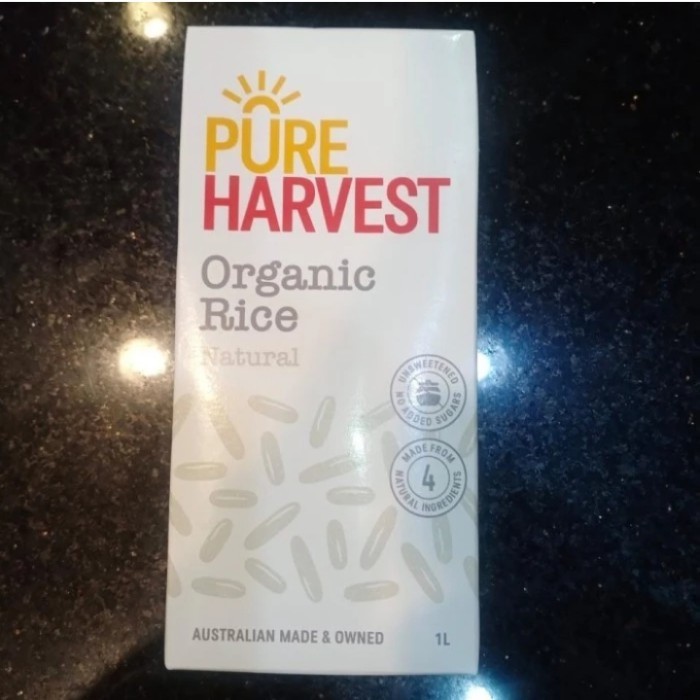 PURE
HARVEST
Organic
Rice
Natural
UNSWEETENED
NO ADDED SUGARS
MADE FROM
4
NATURAL INGREDIENTS
AUSTRALIAN MADE & OWNED
1L